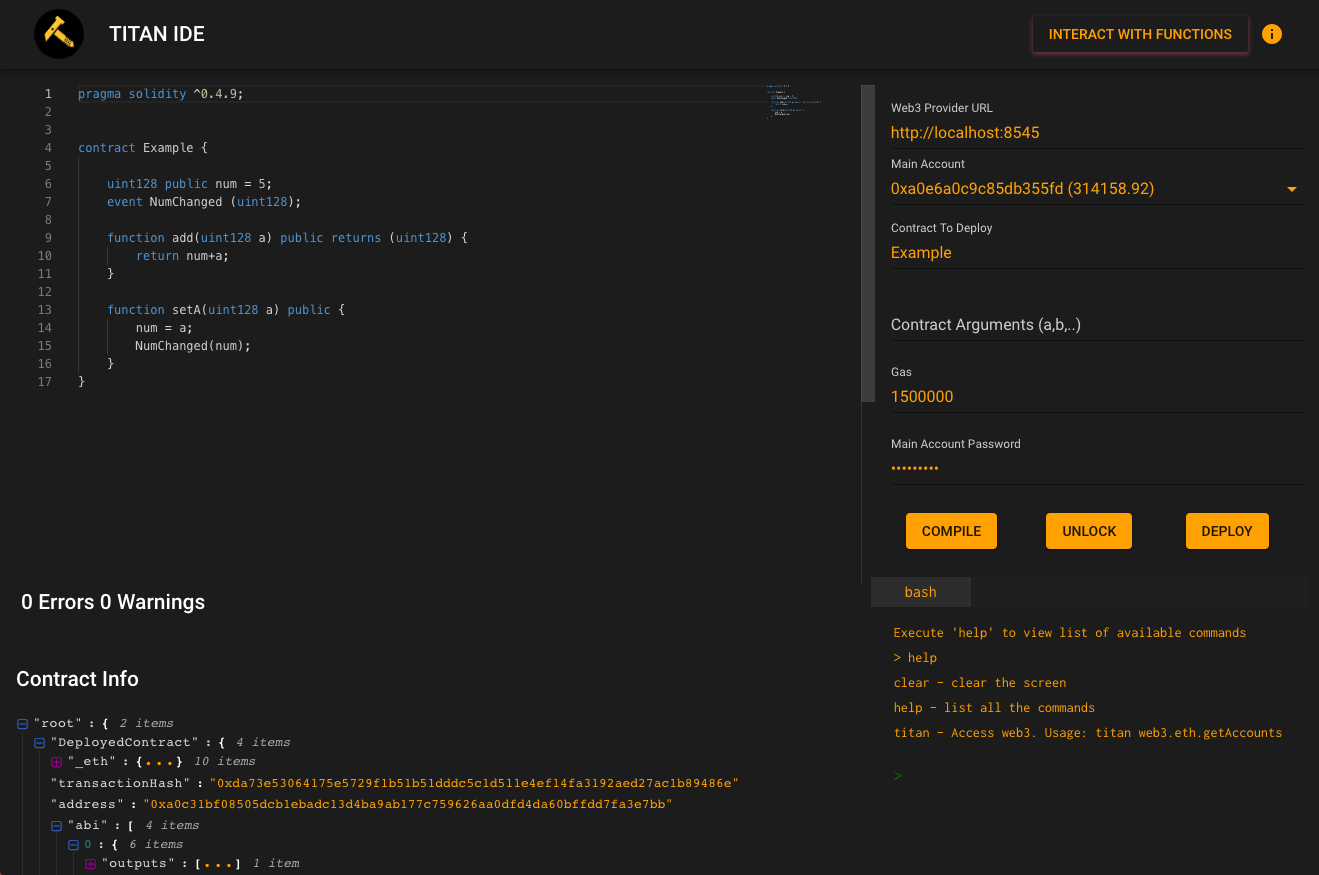 TITAN IDE
INTERACT WITH FUNCTIONS
1 pragma solidity ^0.4.9;
2
3
4 contract Example {
5
6 uint128 public num = 5;
7 event NumChanged (uint128);
8
9 function add(uint128 a) public returns (uint128) {
10 return num+a;
11 }
12
13 function setA(uint128 a) public {
14 num = a;
15 NumChanged(num);
16 }
17 }
Web3 Provider URL
http://localhost:8545
Main Account
0xa0e6a0c9c85db355fd (314158.92)
Contract To Deploy
Example
Contract Arguments (a,b,..)
Gas
1500000
Main Account Password
•••••••••
COMPILE UNLOCK DEPLOY
0 Errors 0 Warnings
Contract Info
"root" : { 2 items
"DeployedContract" : { 4 items
"_eth" : {...} 10 items
"transactionHash" : "0xda73e53064175e5729f1b51b51dddc5c1d511e4ef14fa3192aed27ac1b89486e"
"address" : "0xa0c31bf08505dcb1ebadc13d4ba9ab177c759626aa0dfd4da60bffdd7fa3e7bb"
"abi" : [ 4 items
0 : { 6 items
"outputs" : [...] 1 item
bash
Execute 'help' to view list of available commands
> help
clear - clear the screen
help - list all the commands
titan - Access web3. Usage: titan web3.eth.getAccounts
>